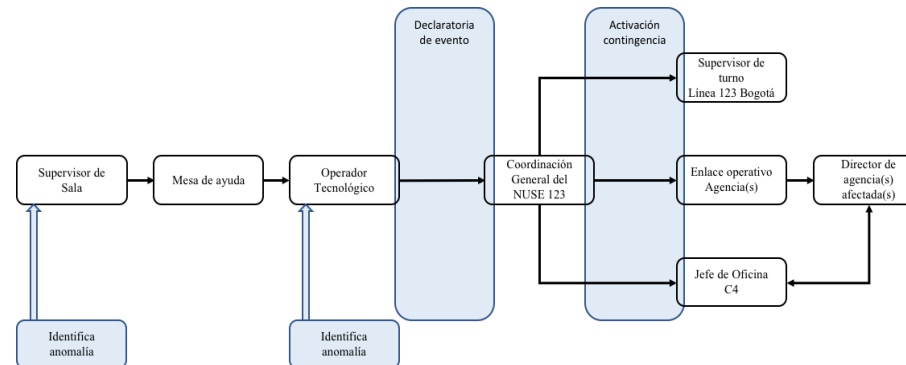 Declaratoria
de evento
Activación
contingencia
Supervisor de
turno
Línea 123 Bogotá
Supervisor de
Sala
Mesa de ayuda
Operador
Tecnológico
Coordinación
General del
NUSE 123
Enlace operativo
Agencia(s)
Director de
agencia(s)
afectada(s)
Jefe de Oficina
C4
Identifica
anomalía
Identifica
anomalía